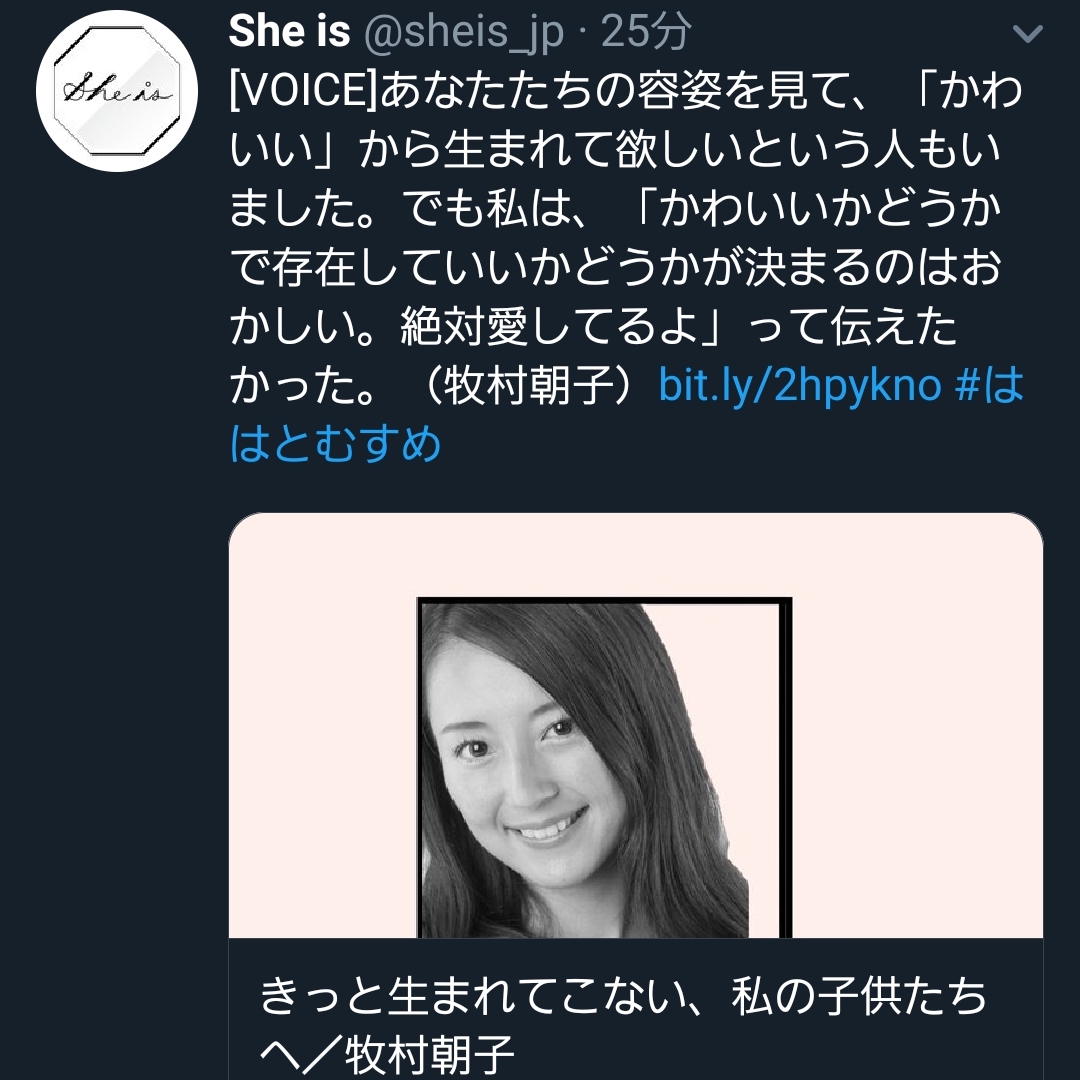 She is
She is @sheis_jp · 25分
[VOICE]あなたたちの容姿を見て、「かわ
いい」から生まれて欲しいという人もい
ました。でも私は、「かわいいかどうか
で存在していいかどうかが決まるのはお
かしい。絶対愛してるよ」って伝えた
かった。（牧村朝子）bit.ly/2hpykno #は
はとむすめ
きっと生まれてこない、私の子供たち
へ／牧村朝子